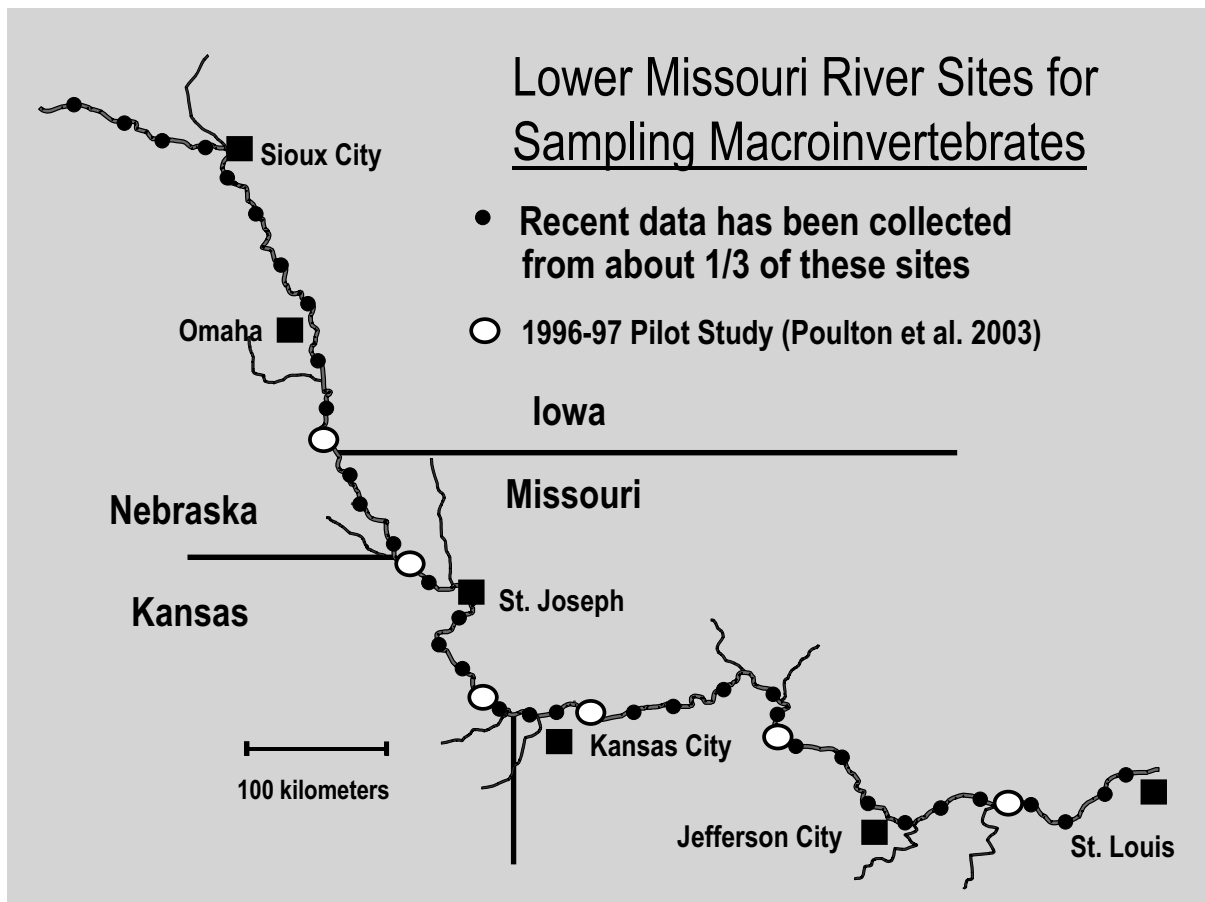 Lower Missouri River Sites for
Sampling Macroinvertebrates
Sioux City
Recent data has been collected
from about 1/3 of these sites
Omaha
1996-97 Pilot Study (Poulton et al. 2003)
Iowa
Nebraska
Missouri
Kansas
St. Joseph
Kansas City
100 kilometers
Jefferson City
St. Louis